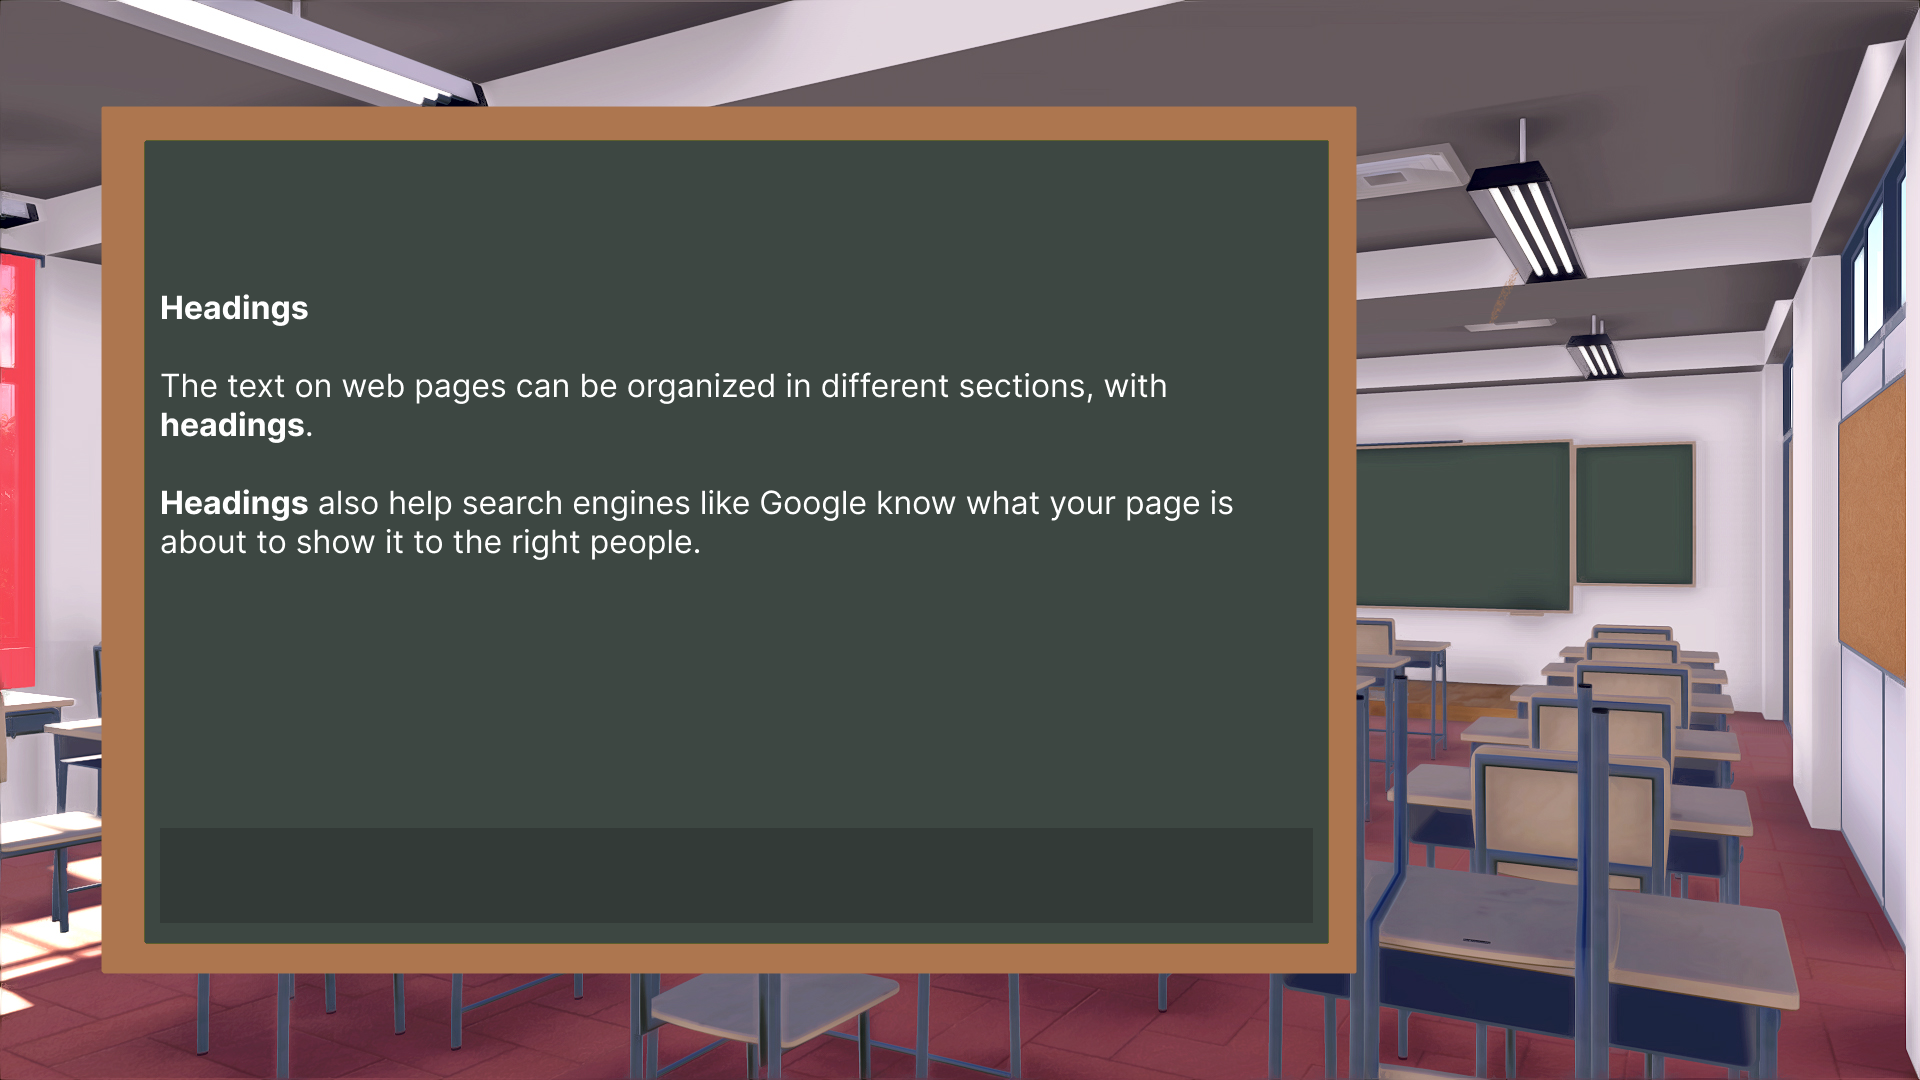 Headings
The text on web pages can be organized in different sections, with
headings.
Headings also help search engines like Google know what your page is
about to show it to the right people.